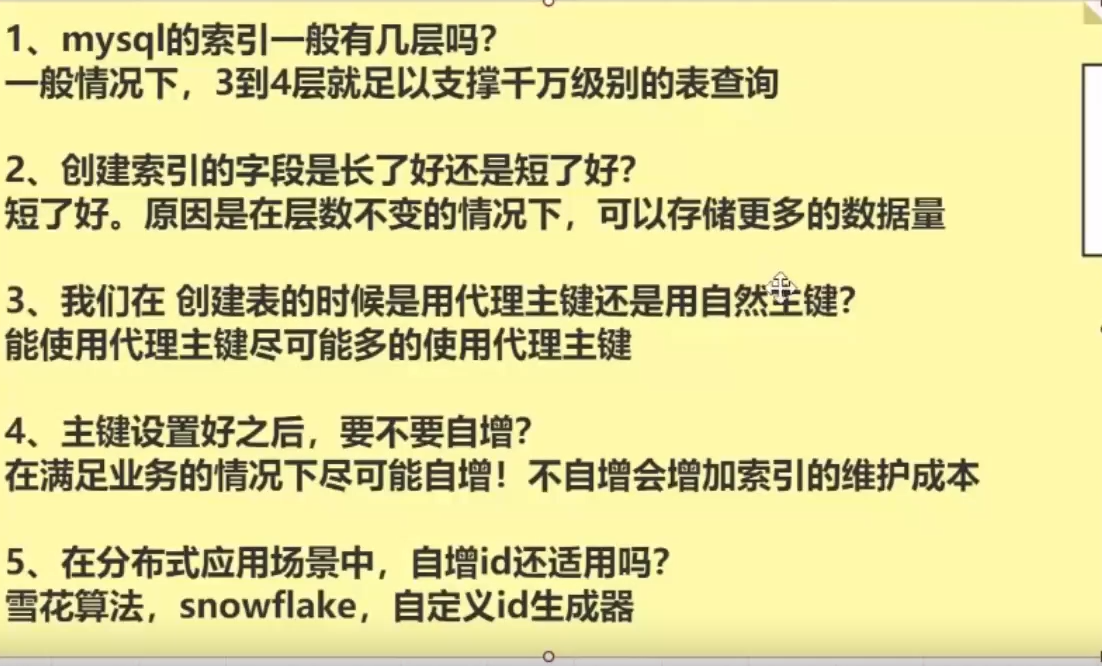 1、mysql的索引一般有几层吗？
一般情况下，3到4层就足以支撑千万级别的表查询
2、创建索引的字段是长了好还是短了好？
短了好。原因是在层数不变的情况下，可以存储更多的数据量
3、我们在 创建表的时候是用代理主键还是用自然主键？
能使用代理主键尽可能多的使用代理主键
4、主键设置好之后，要不要自增？
在满足业务的情况下尽可能自增！不自增会增加索引的维护成本
5、在分布式应用场景中，自增id还适用吗？
雪花算法，snowflake，自定义id生成器